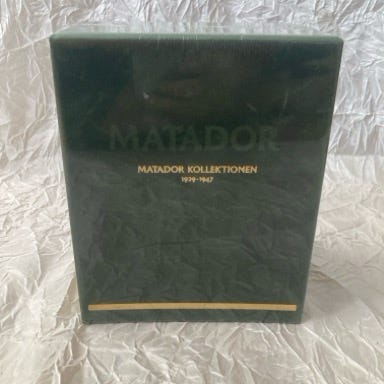 MATADOR
MATADOR KOLLEKTIONEN
1929-1947